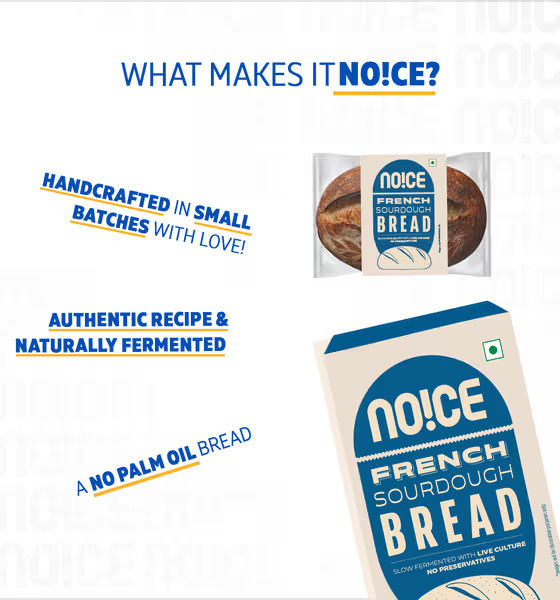 WHAT MAKES IT NO!CE?
HANDCRAFTED IN SMALL
BATCHES WITH LOVE!
NO!CE
FRENCH
SOURDOUGH
BREAD
AUTHENTIC RECIPE &
NATURALLY FERMENTED
A NO PALM OIL BREAD
NO!CE
FRENCH
SOURDOUGH
BREAD
SLOW FERMENTED WITH LIVE CULTURE
NO PRESERVATIVES